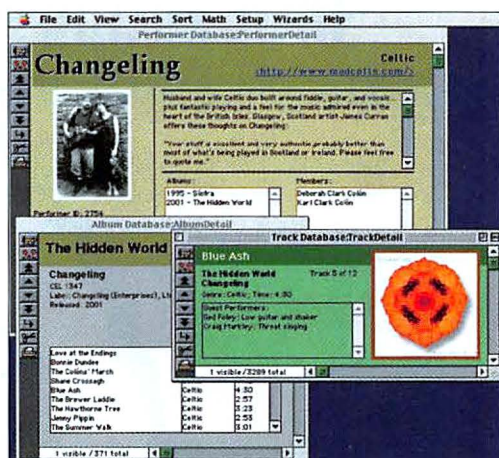 File Edit View Search Sort Math Setup Wizards Help
Performer Database:PerformerDetail
Changeling
Celtic
<http://www.madcelts.com/>
Husband and wife Celtic duo built around fiddle, guitar, and vocals...
plus fantastic playing and a feel for the music admired even in the
heart of the British Isles. Glasgow, Scotland artist James Curran
offers these thoughts on Changeling:
"Your stuff is excellent and very authentic probably better than
most of what's being played in Scotland or Ireland. Please feel free
to quote me."
Albums:
1995 - Sinfra
2001 - The Hidden World
Members:
Deborah Clark Colón
Karl Clark Colón
Performer ID: 2754
Album Database:AlbumDetail
The Hidden World
Changeling
CEL 1347
Label: Changeling (Enterprises),
Released: 2001
Love at the Endings
Bonnie Dundee
The Colóns' March
Shane Crossagh
Blue Ash Celtic 4:30
The Brewer Laddie Celtic 2:57
The Hawthorne Tree Celtic 3:23
Jenny Pippin Celtic 2:53
The Summer Walk Celtic 3:01
1 visible /371 total
Track Database:TrackDetail
Blue Ash
The Hidden World
Track 5 of 12
Changeling
Genre: Celtic; Time: 4:30
Guest Performers:
Ged Foley: Low guitar and shaker
Craig Markley: Throat singing
1 visible/3289 total